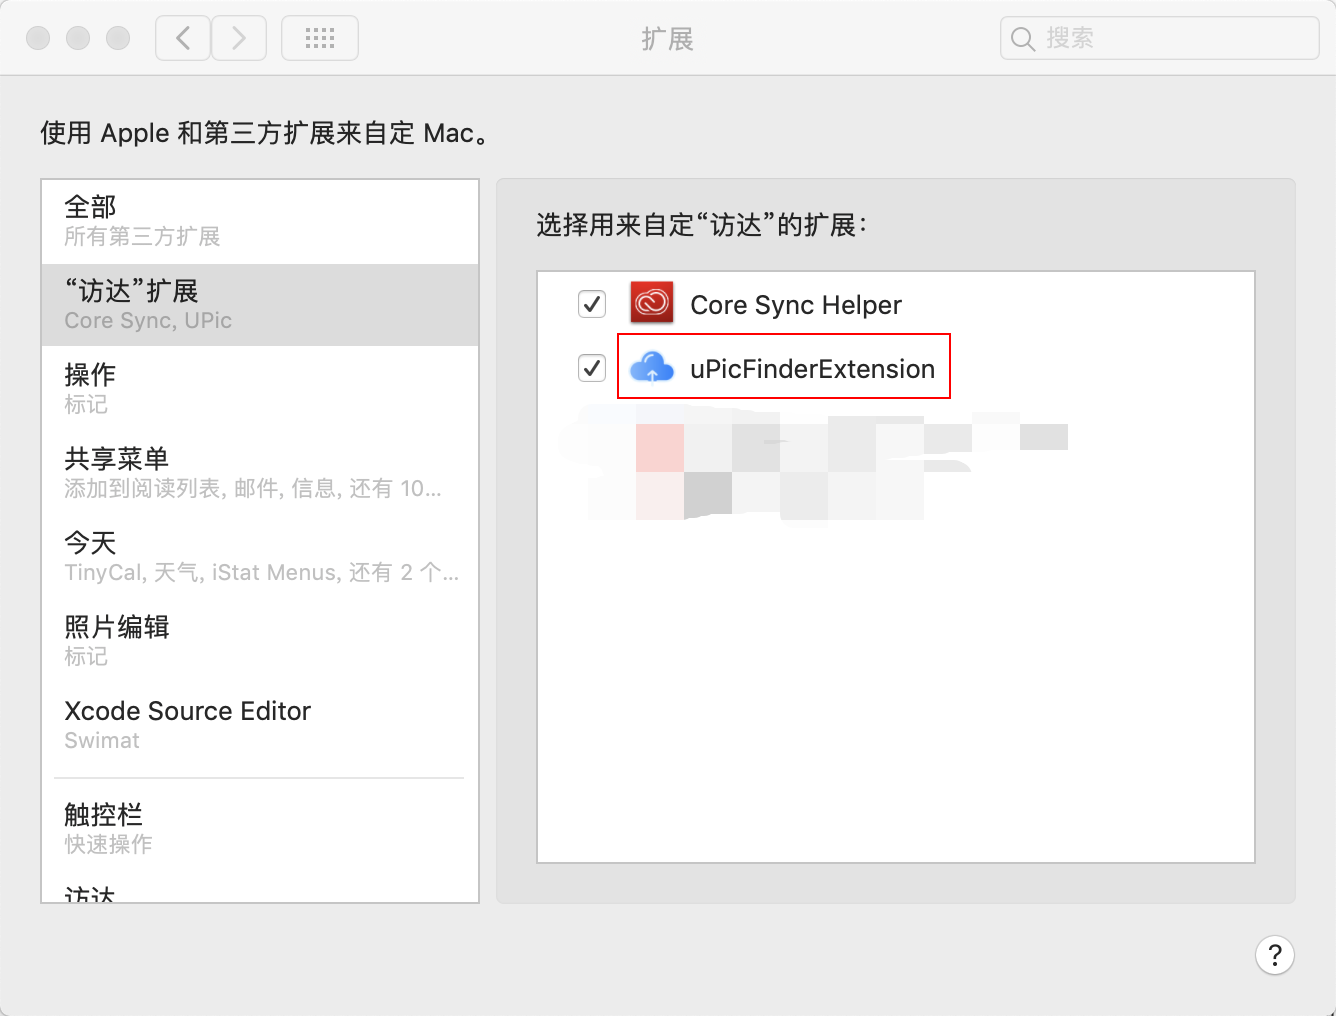 扩展
搜索
使用 Apple 和第三方扩展来自定 Mac。
全部
所有第三方扩展
“访达”扩展
Core Sync, UPic
操作
标记
共享菜单
添加到阅读列表, 邮件, 信息, 还有 10...
今天
TinyCal, 天气, iStat Menus, 还有 2 个...
照片编辑
标记
Xcode Source Editor
Swimat
触控栏
快速操作
访达
选择用来自定“访达”的扩展：
Core Sync Helper
uPicFinderExtension
?